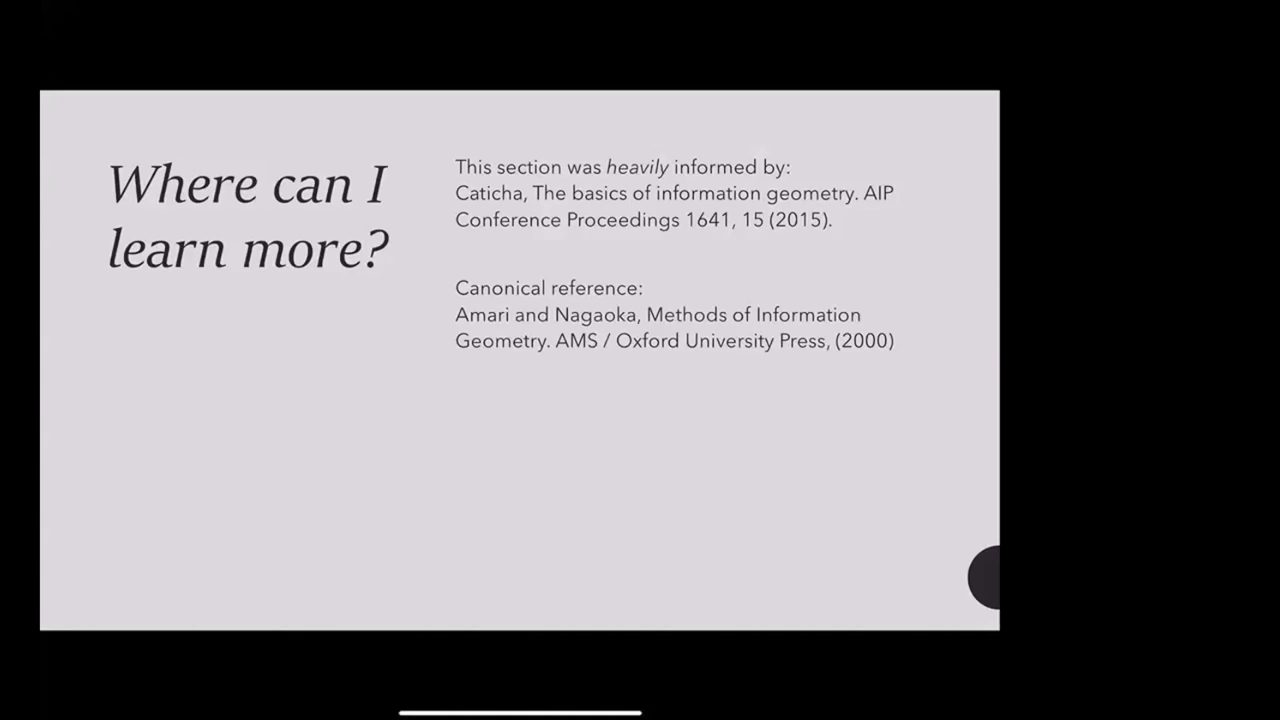 Where can I
learn more?
This section was heavily informed by:
Caticha, The basics of information geometry. AIP
Conference Proceedings 1641, 15 (2015).
Canonical reference:
Amari and Nagaoka, Methods of Information
Geometry. AMS / Oxford University Press, (2000)